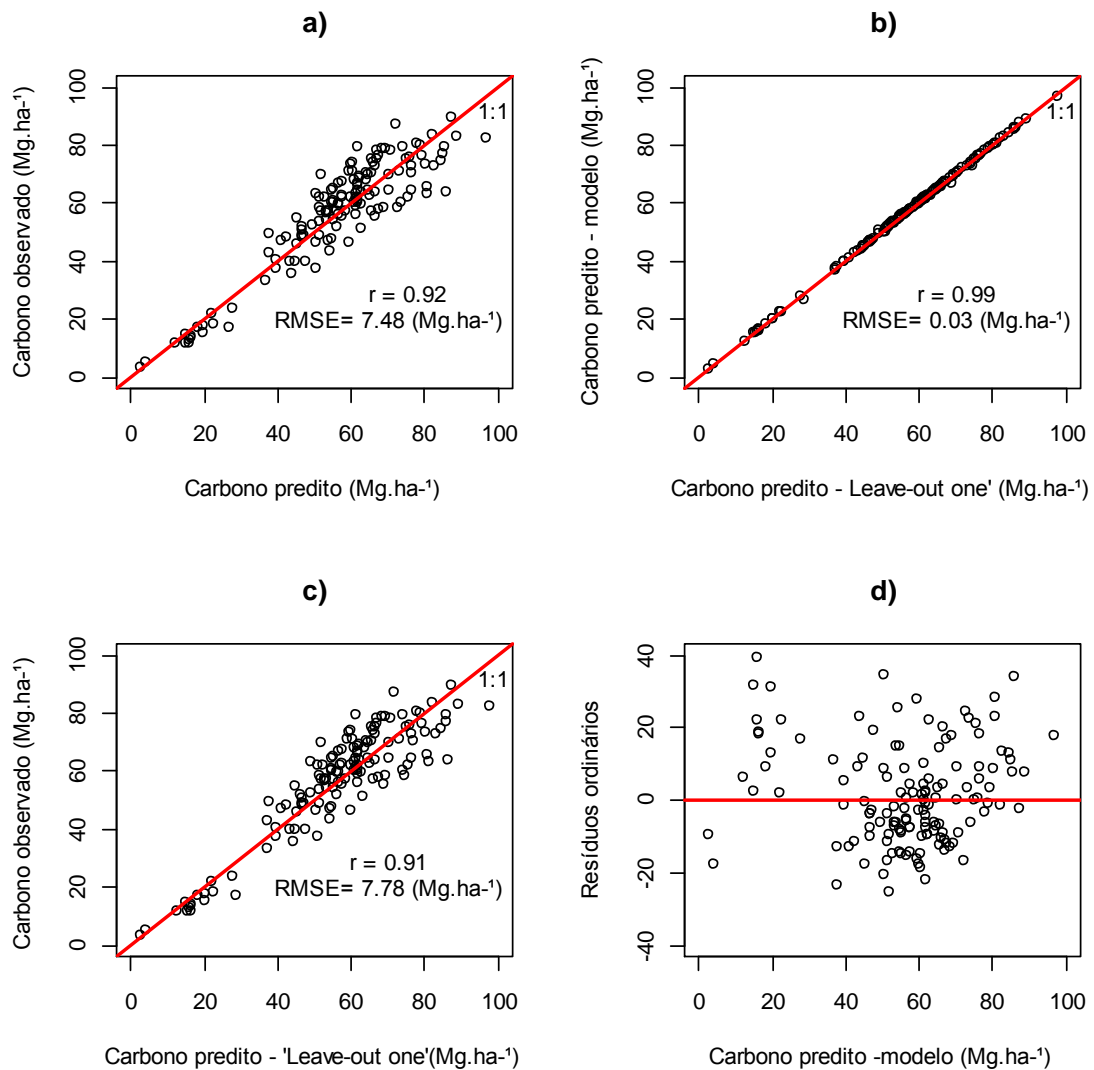 a)
Carbono observado (Mg.ha-¹)
100
80
60
40
20
0
1:1
r = 0.92
RMSE= 7.48 (Mg.ha-¹)
0 20 40 60 80 100
Carbono predito (Mg.ha-¹)
b)
Carbono predito - modelo (Mg.ha-¹)
100
80
60
40
20
0
1:1
r = 0.99
RMSE= 0.03 (Mg.ha-¹)
0 20 40 60 80 100
Carbono predito - Leave-out one' (Mg.ha-¹)
c)
Carbono observado (Mg.ha-¹)
100
80
60
40
20
0
1:1
r = 0.91
RMSE= 7.78 (Mg.ha-¹)
0 20 40 60 80 100
Carbono predito - 'Leave-out one'(Mg.ha-¹)
d)
Resíduos ordinários
40
20
0
-20
-40
0 20 40 60 80 100
Carbono predito -modelo (Mg.ha-¹)